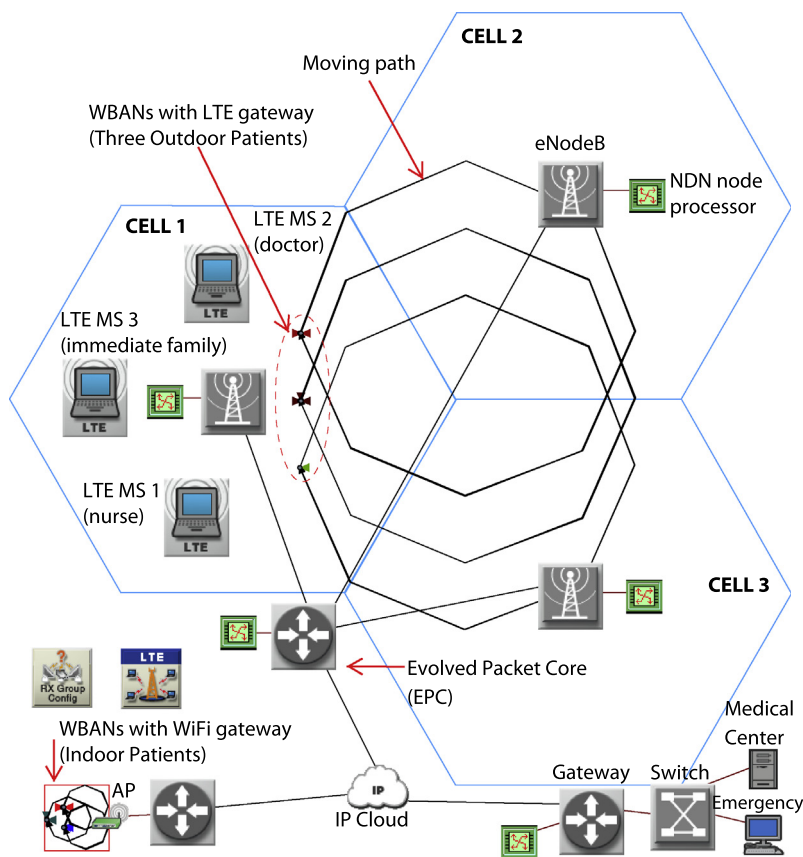 CELL 2
Moving path
WBANs with LTE gateway
(Three Outdoor Patients)
eNodeB
NDN node
processor
CELL 1
LTE MS 2
(doctor)
LTE
LTE MS 3
(immediate family)
LTE
LTE MS 1
(nurse)
LTE
CELL 3
Evolved Packet Core
(EPC)
?
RX Group
Config
LTE
WBANs with WiFi gateway
(Indoor Patients)
AP
IP
IP Cloud
Gateway
Switch
Medical
Center
Emergency